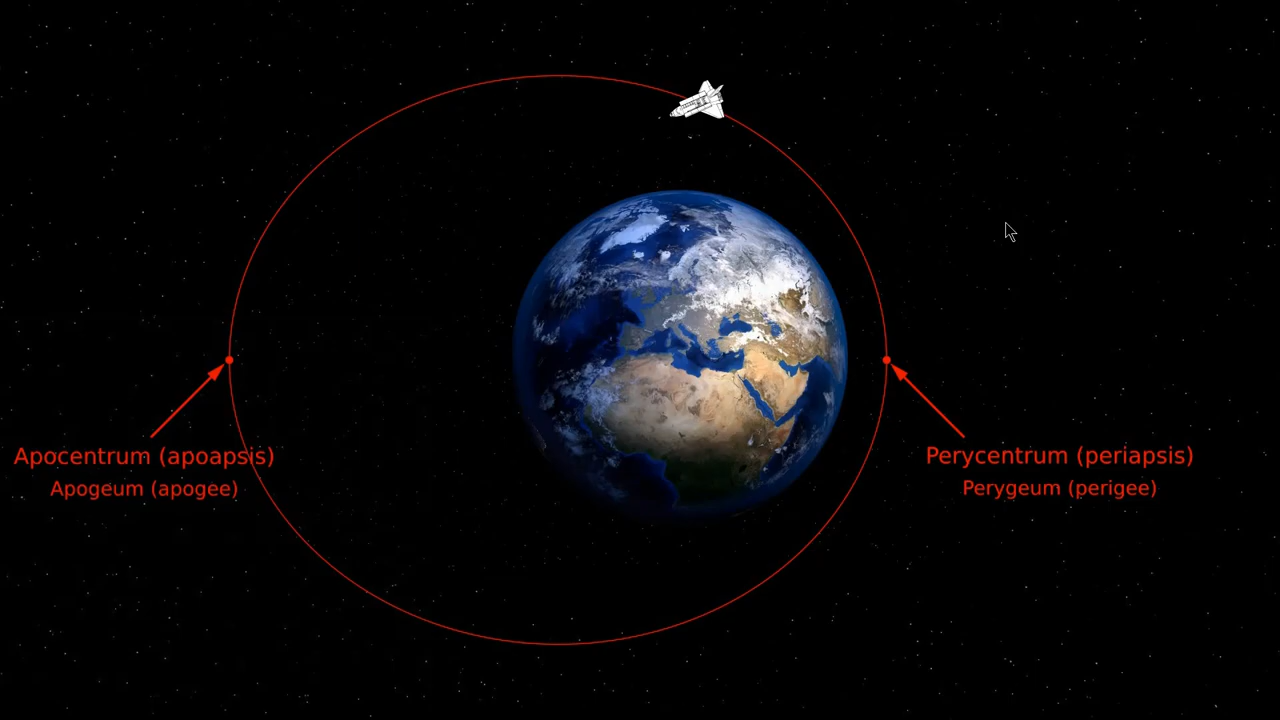 Apocentrum (apoapsis)
Apogeum (apogee)
Perycentrum (periapsis)
Perygeum (perigee)